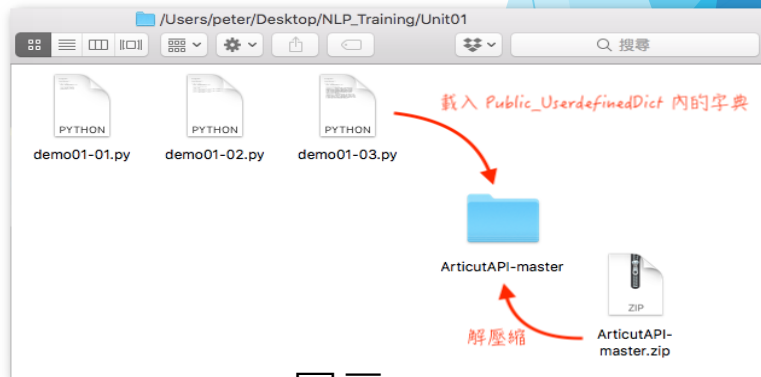 /Users/peter/Desktop/NLP_Training/Unit01
搜尋
載入 Public_UserdefinedDict 內的字典
PYTHON
PYTHON
PYTHON
demo01-01.py
demo01-02.py
demo01-03.py
ArticutAPI-master
ZIP
解壓縮
ArticutAPI-
master.zip